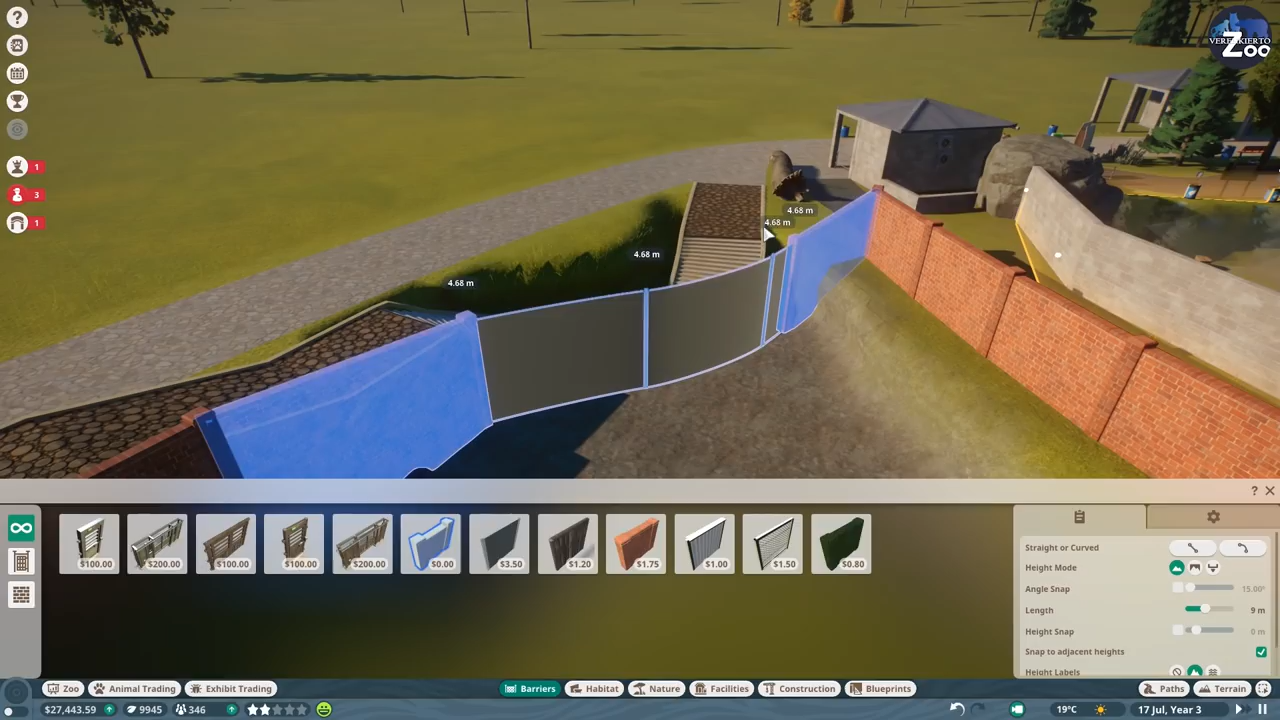 VEREKKIERTO
Zoo
1
3
1
4.68 m
4.68 m
4.68 m
4.68 m
?
?
$100.00
$200.00
$100.00
$100.00
$200.00
$0.00
$3.50
$1.20
$1.75
$1.00
$1.50
$0.80
Straight or Curved
Height Mode
Angle Snap 15.00°
Length 9 m
Height Snap 0 m
Snap to adjacent heights
Height Labels
Zoo
Animal Trading
Exhibit Trading
Barriers
Habitat
Nature
Facilities
Construction
Blueprints
Paths
Terrain
$27,443.59
9945
346
19°C
17 Jul, Year 3